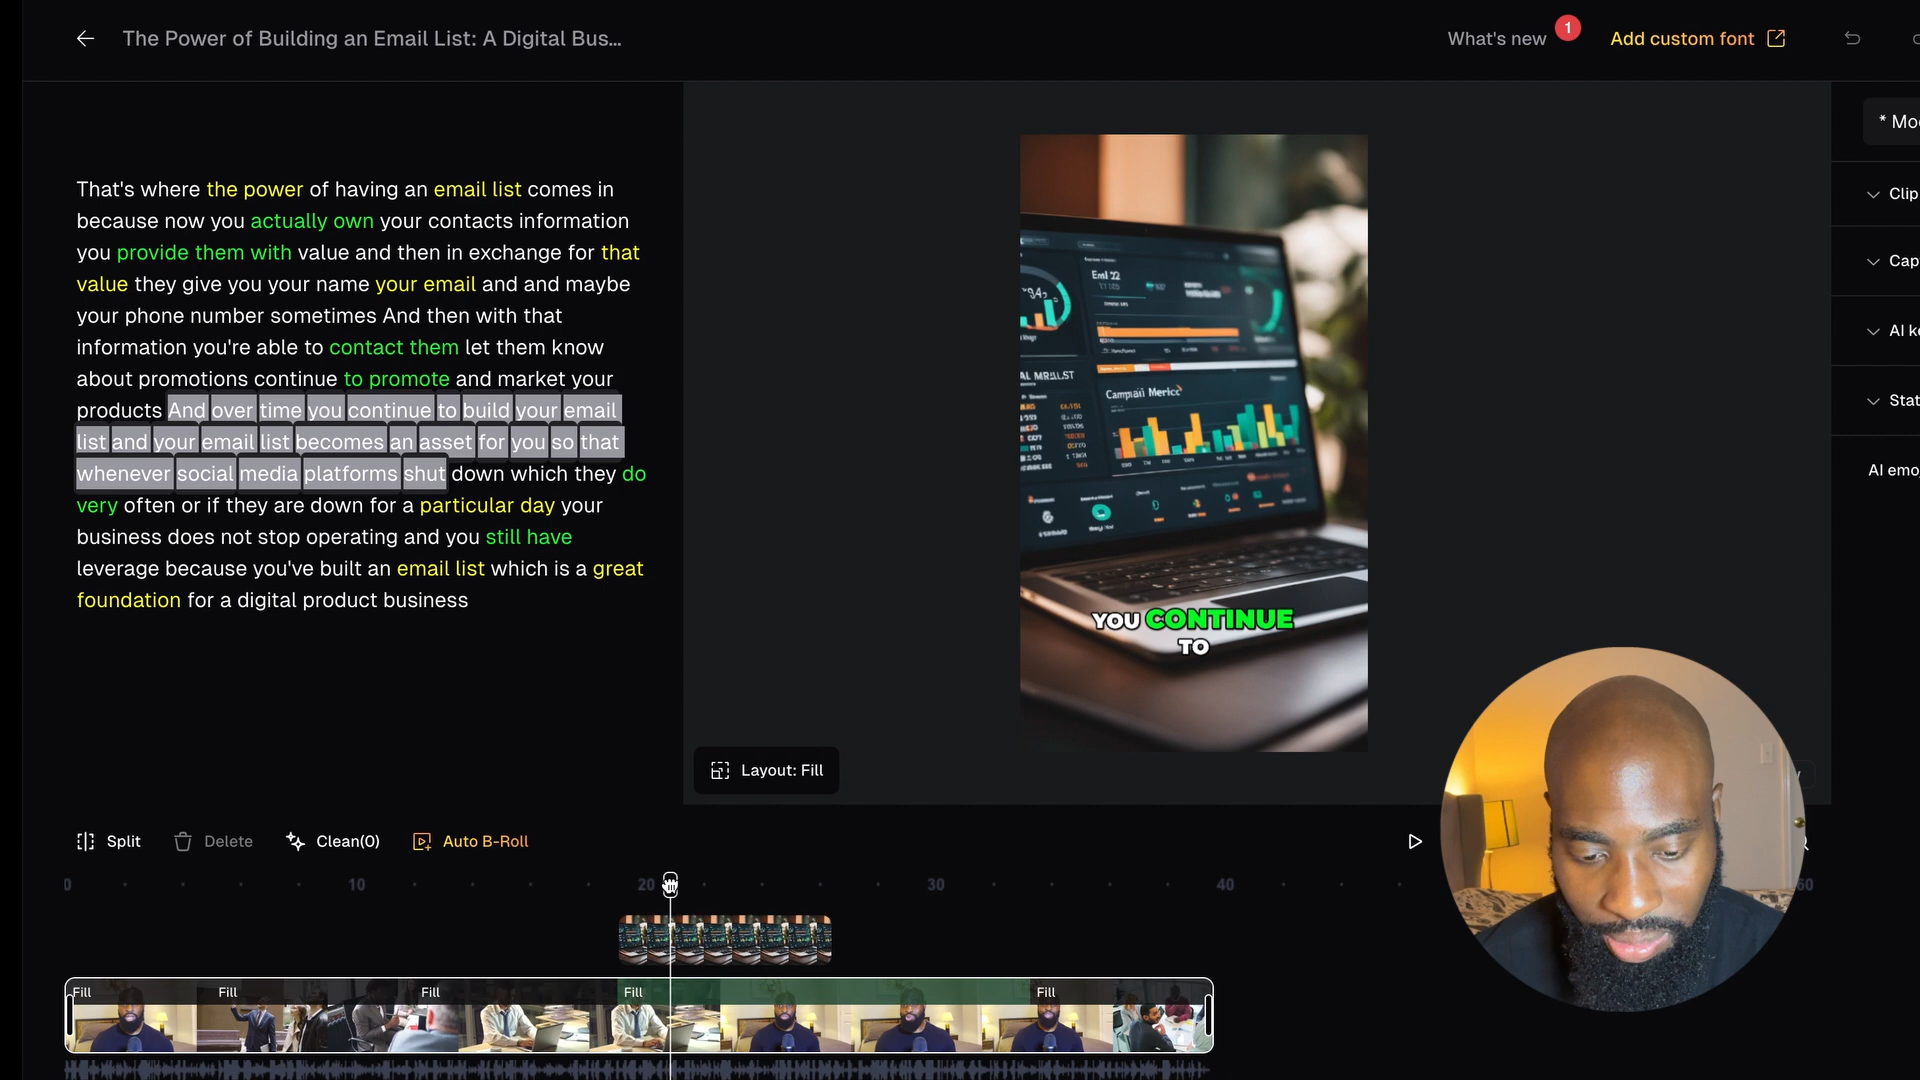 The Power of Building an Email List: A Digital Bus...
What's new
1
Add custom font
That's where the power of having an email list comes in
because now you actually own your contacts information
you provide them with value and then in exchange for that
value they give you your name your email and and maybe
your phone number sometimes And then with that
information you're able to contact them let them know
about promotions continue to promote and market your
products And over time you continue to build your email
list and your email list becomes an asset for you so that
whenever social media platforms shut down which they do
very often or if they are down for a particular day your
business does not stop operating and you still have
leverage because you've built an email list which is a great
foundation for a digital product business
YOU CONTINUE
TO
Layout: Fill
Clip
Split
Delete
Clean(0)
Auto B-Roll
0
10
20
30
40
Fill
Fill
Fill
Fill
Fill